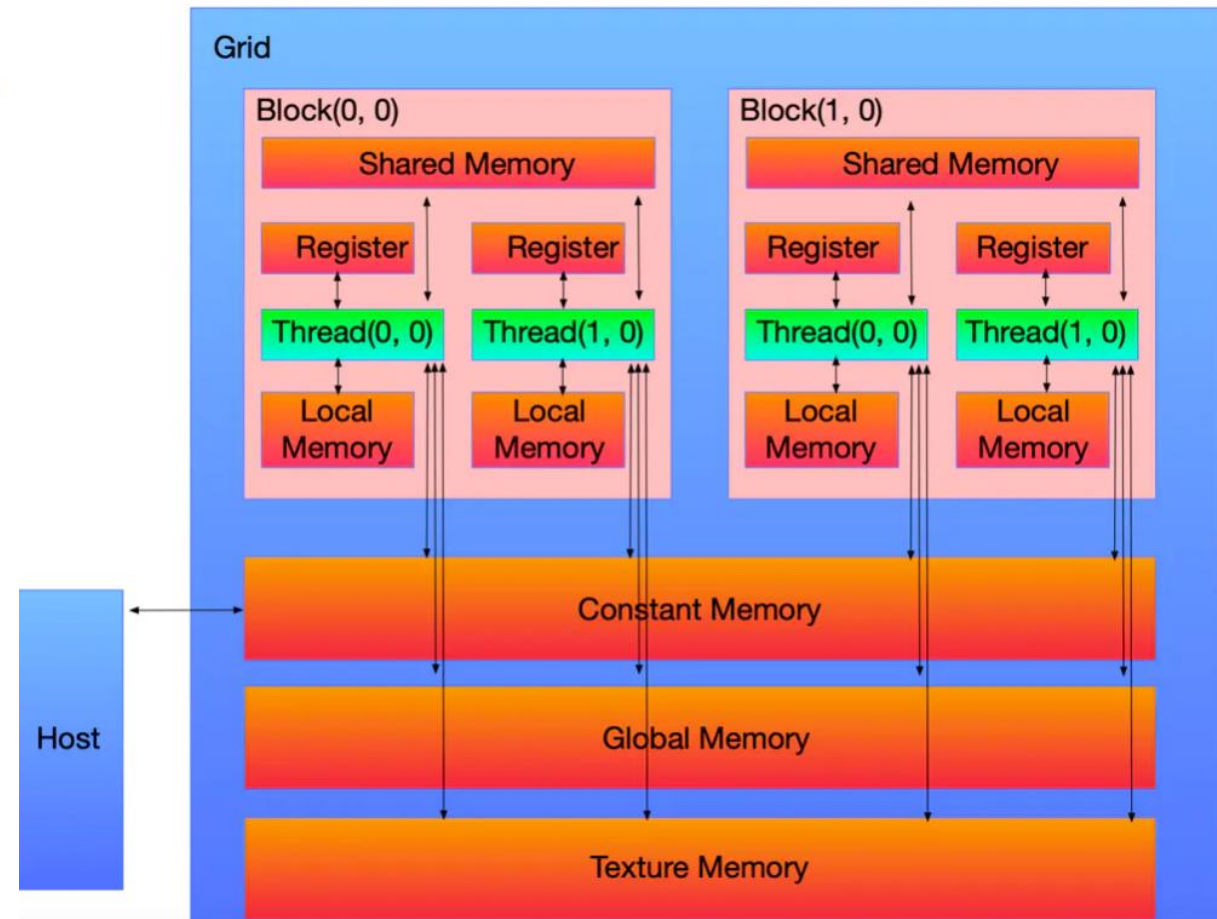 Grid
Block(0, 0)
Block(1, 0)
Shared Memory
Shared Memory
Register
Register
Register
Register
Thread(0, 0)
Thread(1, 0)
Thread(0, 0)
Thread(1, 0)
Local
Memory
Local
Memory
Local
Memory
Local
Memory
Constant Memory
Host
Global Memory
Texture Memory